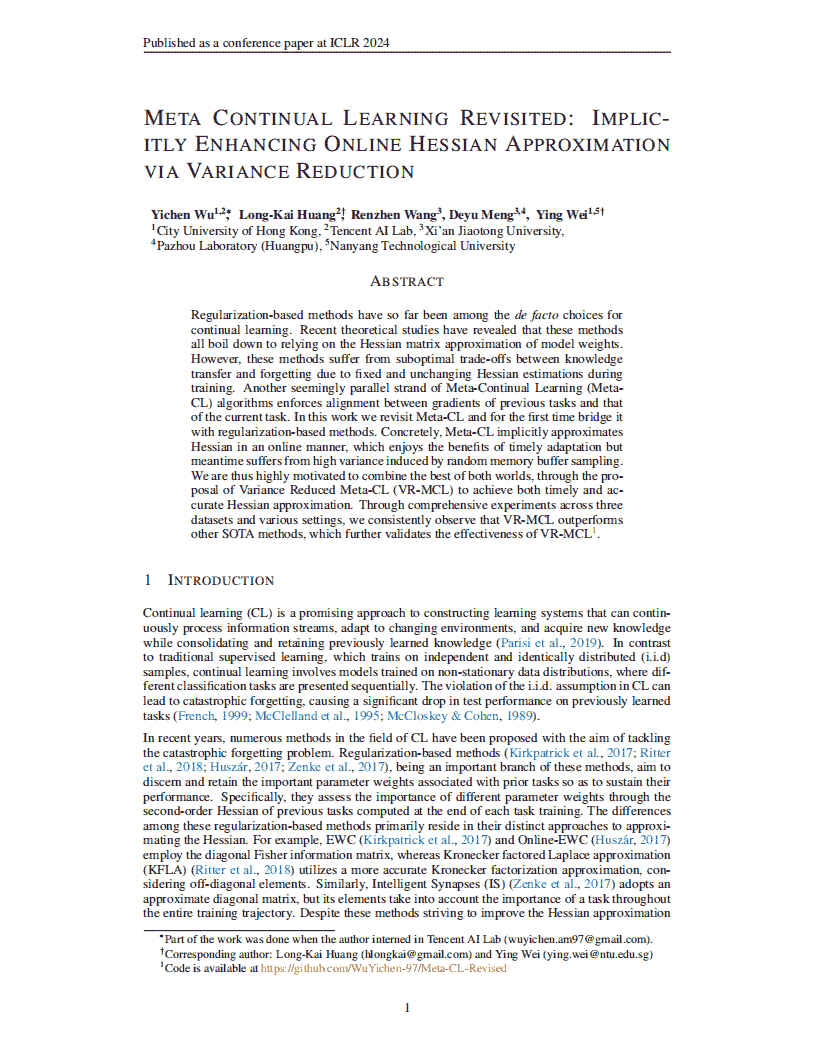 Published as a conference paper at ICLR 2024
META CONTINUAL LEARNING REVISITED: IMPLIC-
ITLY ENHANCING ONLINE HESSIAN APPROXIMATION
VIA VARIANCE REDUCTION
Yichen Wu1,2*, Long-Kai Huang2†, Renzhen Wang3, Deyu Meng3,4, Ying Wei1,5†
1City University of Hong Kong, 2Tencent AI Lab, 3Xi'an Jiaotong University,
4Pazhou Laboratory (Huangpu), 5Nanyang Technological University
ABSTRACT
Regularization-based methods have so far been among the de facto choices for
continual learning. Recent theoretical studies have revealed that these methods
all boil down to relying on the Hessian matrix approximation of model weights.
However, these methods suffer from suboptimal trade-offs between knowledge
transfer and forgetting due to fixed and unchanging Hessian estimations during
training. Another seemingly parallel strand of Meta-Continual Learning (Meta-
CL) algorithms enforces alignment between gradients of previous tasks and that
of the current task. In this work we revisit Meta-CL and for the first time bridge it
with regularization-based methods. Concretely, Meta-CL implicitly approximates
Hessian in an online manner, which enjoys the benefits of timely adaptation but
meantime suffers from high variance induced by random memory buffer sampling.
We are thus highly motivated to combine the best of both worlds, through the pro-
posal of Variance Reduced Meta-CL (VR-MCL) to achieve both timely and ac-
curate Hessian approximation. Through comprehensive experiments across three
datasets and various settings, we consistently observe that VR-MCL outperforms
other SOTA methods, which further validates the effectiveness of VR-MCL1.
1 INTRODUCTION
Continual learning (CL) is a promising approach to constructing learning systems that can contin-
uously process information streams, adapt to changing environments, and acquire new knowledge
while consolidating and retaining previously learned knowledge (Parisi et al., 2019). In contrast
to traditional supervised learning, which trains on independent and identically distributed (i.i.d)
samples, continual learning involves models trained on non-stationary data distributions, where dif-
ferent classification tasks are presented sequentially. The violation of the i.i.d. assumption in CL can
lead to catastrophic forgetting, causing a significant drop in test performance on previously learned
tasks (French, 1999; McClelland et al., 1995; McCloskey & Cohen, 1989).
In recent years, numerous methods in the field of CL have been proposed with the aim of tackling
the catastrophic forgetting problem. Regularization-based methods (Kirkpatrick et al., 2017; Ritter
et al., 2018; Huszár, 2017; Zenke et al., 2017), being an important branch of these methods, aim to
discern and retain the important parameter weights associated with prior tasks so as to sustain their
performance. Specifically, they assess the importance of different parameter weights through the
second-order Hessian of previous tasks computed at the end of each task training. The differences
among these regularization-based methods primarily reside in their distinct approaches to approxi-
mating the Hessian. For example, EWC (Kirkpatrick et al., 2017) and Online-EWC (Huszár, 2017)
employ the diagonal Fisher information matrix, whereas Kronecker factored Laplace approximation
(KFLA) (Ritter et al., 2018) utilizes a more accurate Kronecker factorization approximation, con-
sidering off-diagonal elements. Similarly, Intelligent Synapses (IS) (Zenke et al., 2017) adopts an
approximate diagonal matrix, but its elements take into account the importance of a task throughout
the entire training trajectory. Despite these methods striving to improve the Hessian approximation
*Part of the work was done when the author interned in Tencent AI Lab (wuyichen.am97@gmail.com).
†Corresponding author: Long-Kai Huang (hlongkai@gmail.com) and Ying Wei (ying.wei@ntu.edu.sg)
1Code is available at https://github.com/WuYichen-97/Meta-CL-Revised
1